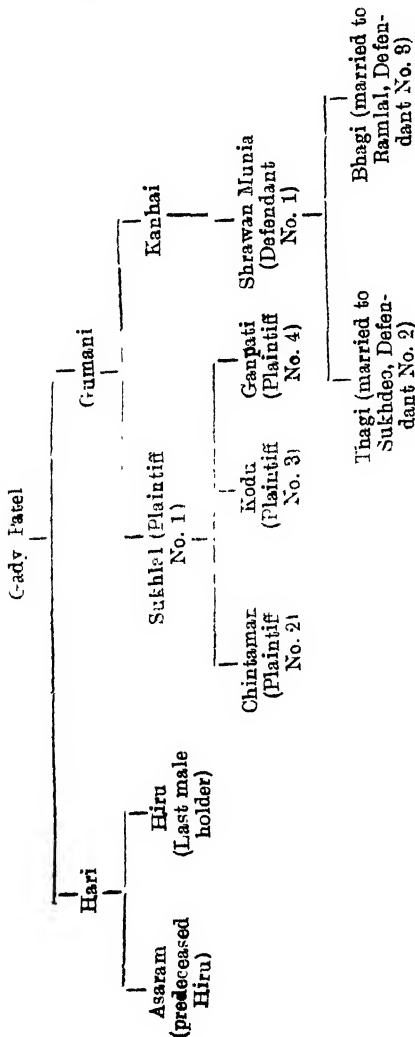 Gady Patel
Hari
Gumani
Asaram
(predeceased
Hiru)
Hiru
(Last male
holder)
Sukhlal (Plaintiff
No. 1)
Kanhai
Chintaman
(Plaintiff
No. 2)
Kodu
(Plaintiff
No. 3)
Ganpati
(Plaintiff
No. 4)
Shrawan Munia
(Defendant
No. 1)
Thagi (married to
Sukhdeo, Defen-
dant No. 2)
Bhagi (married to
Ramlal, Defen-
dant No. 3)